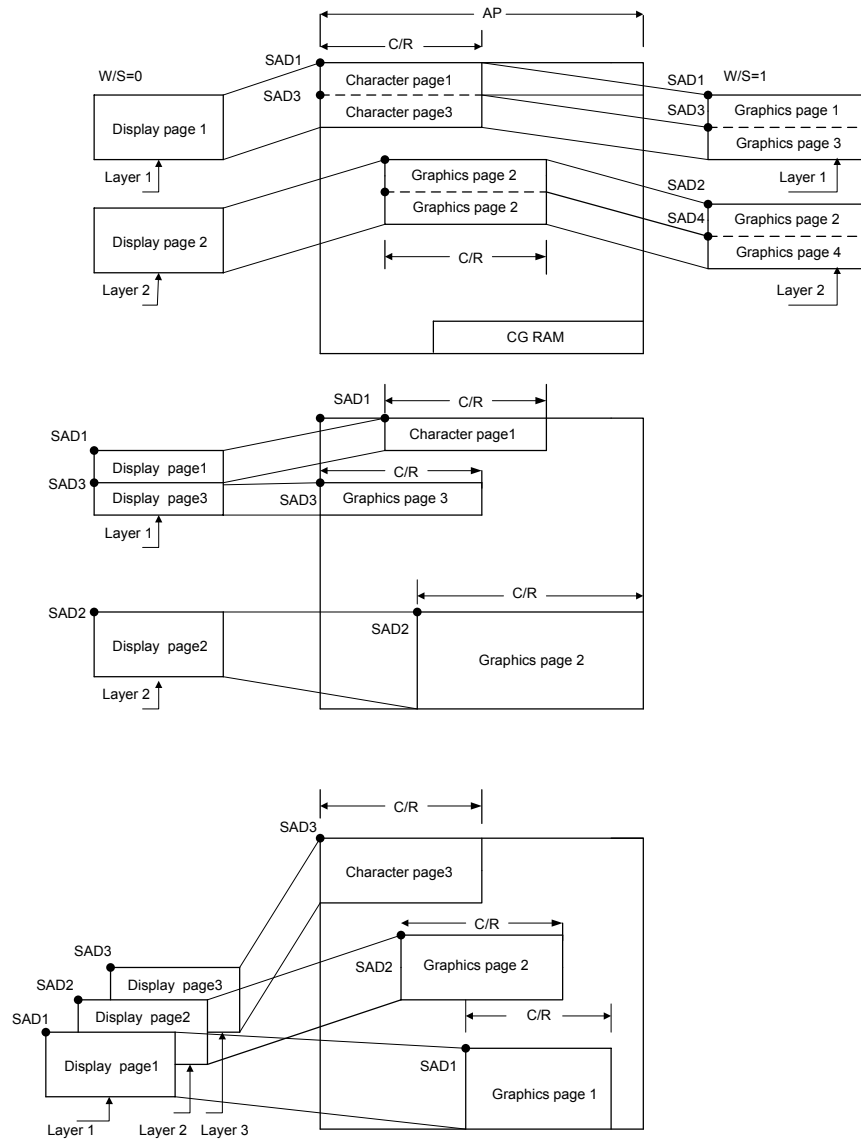 AP
C/R
SAD1
W/S=0
Character page1
SAD1
W/S=1
SAD3
Display page 1
Character page3
SAD3
Graphics page 1
Graphics page 3
Layer 1
Layer 1
Graphics page 2
SAD2
Graphics page 2
SAD4
Graphics page 2
Display page 2
Graphics page 4
C/R
Layer 2
Layer 2
CG RAM
SAD1
C/R
SAD1
Character page1
Display page1
C/R
SAD3
Display page3
SAD3
Graphics page 3
Layer 1
C/R
SAD2
SAD2
Display page2
Graphics page 2
Layer 2
C/R
SAD3
Character page3
C/R
SAD3
SAD2
Graphics page 2
Display page3
SAD2
Display page2
SAD1
C/R
Display page1
SAD1
Graphics page 1
Layer 1
Layer 2
Layer 3